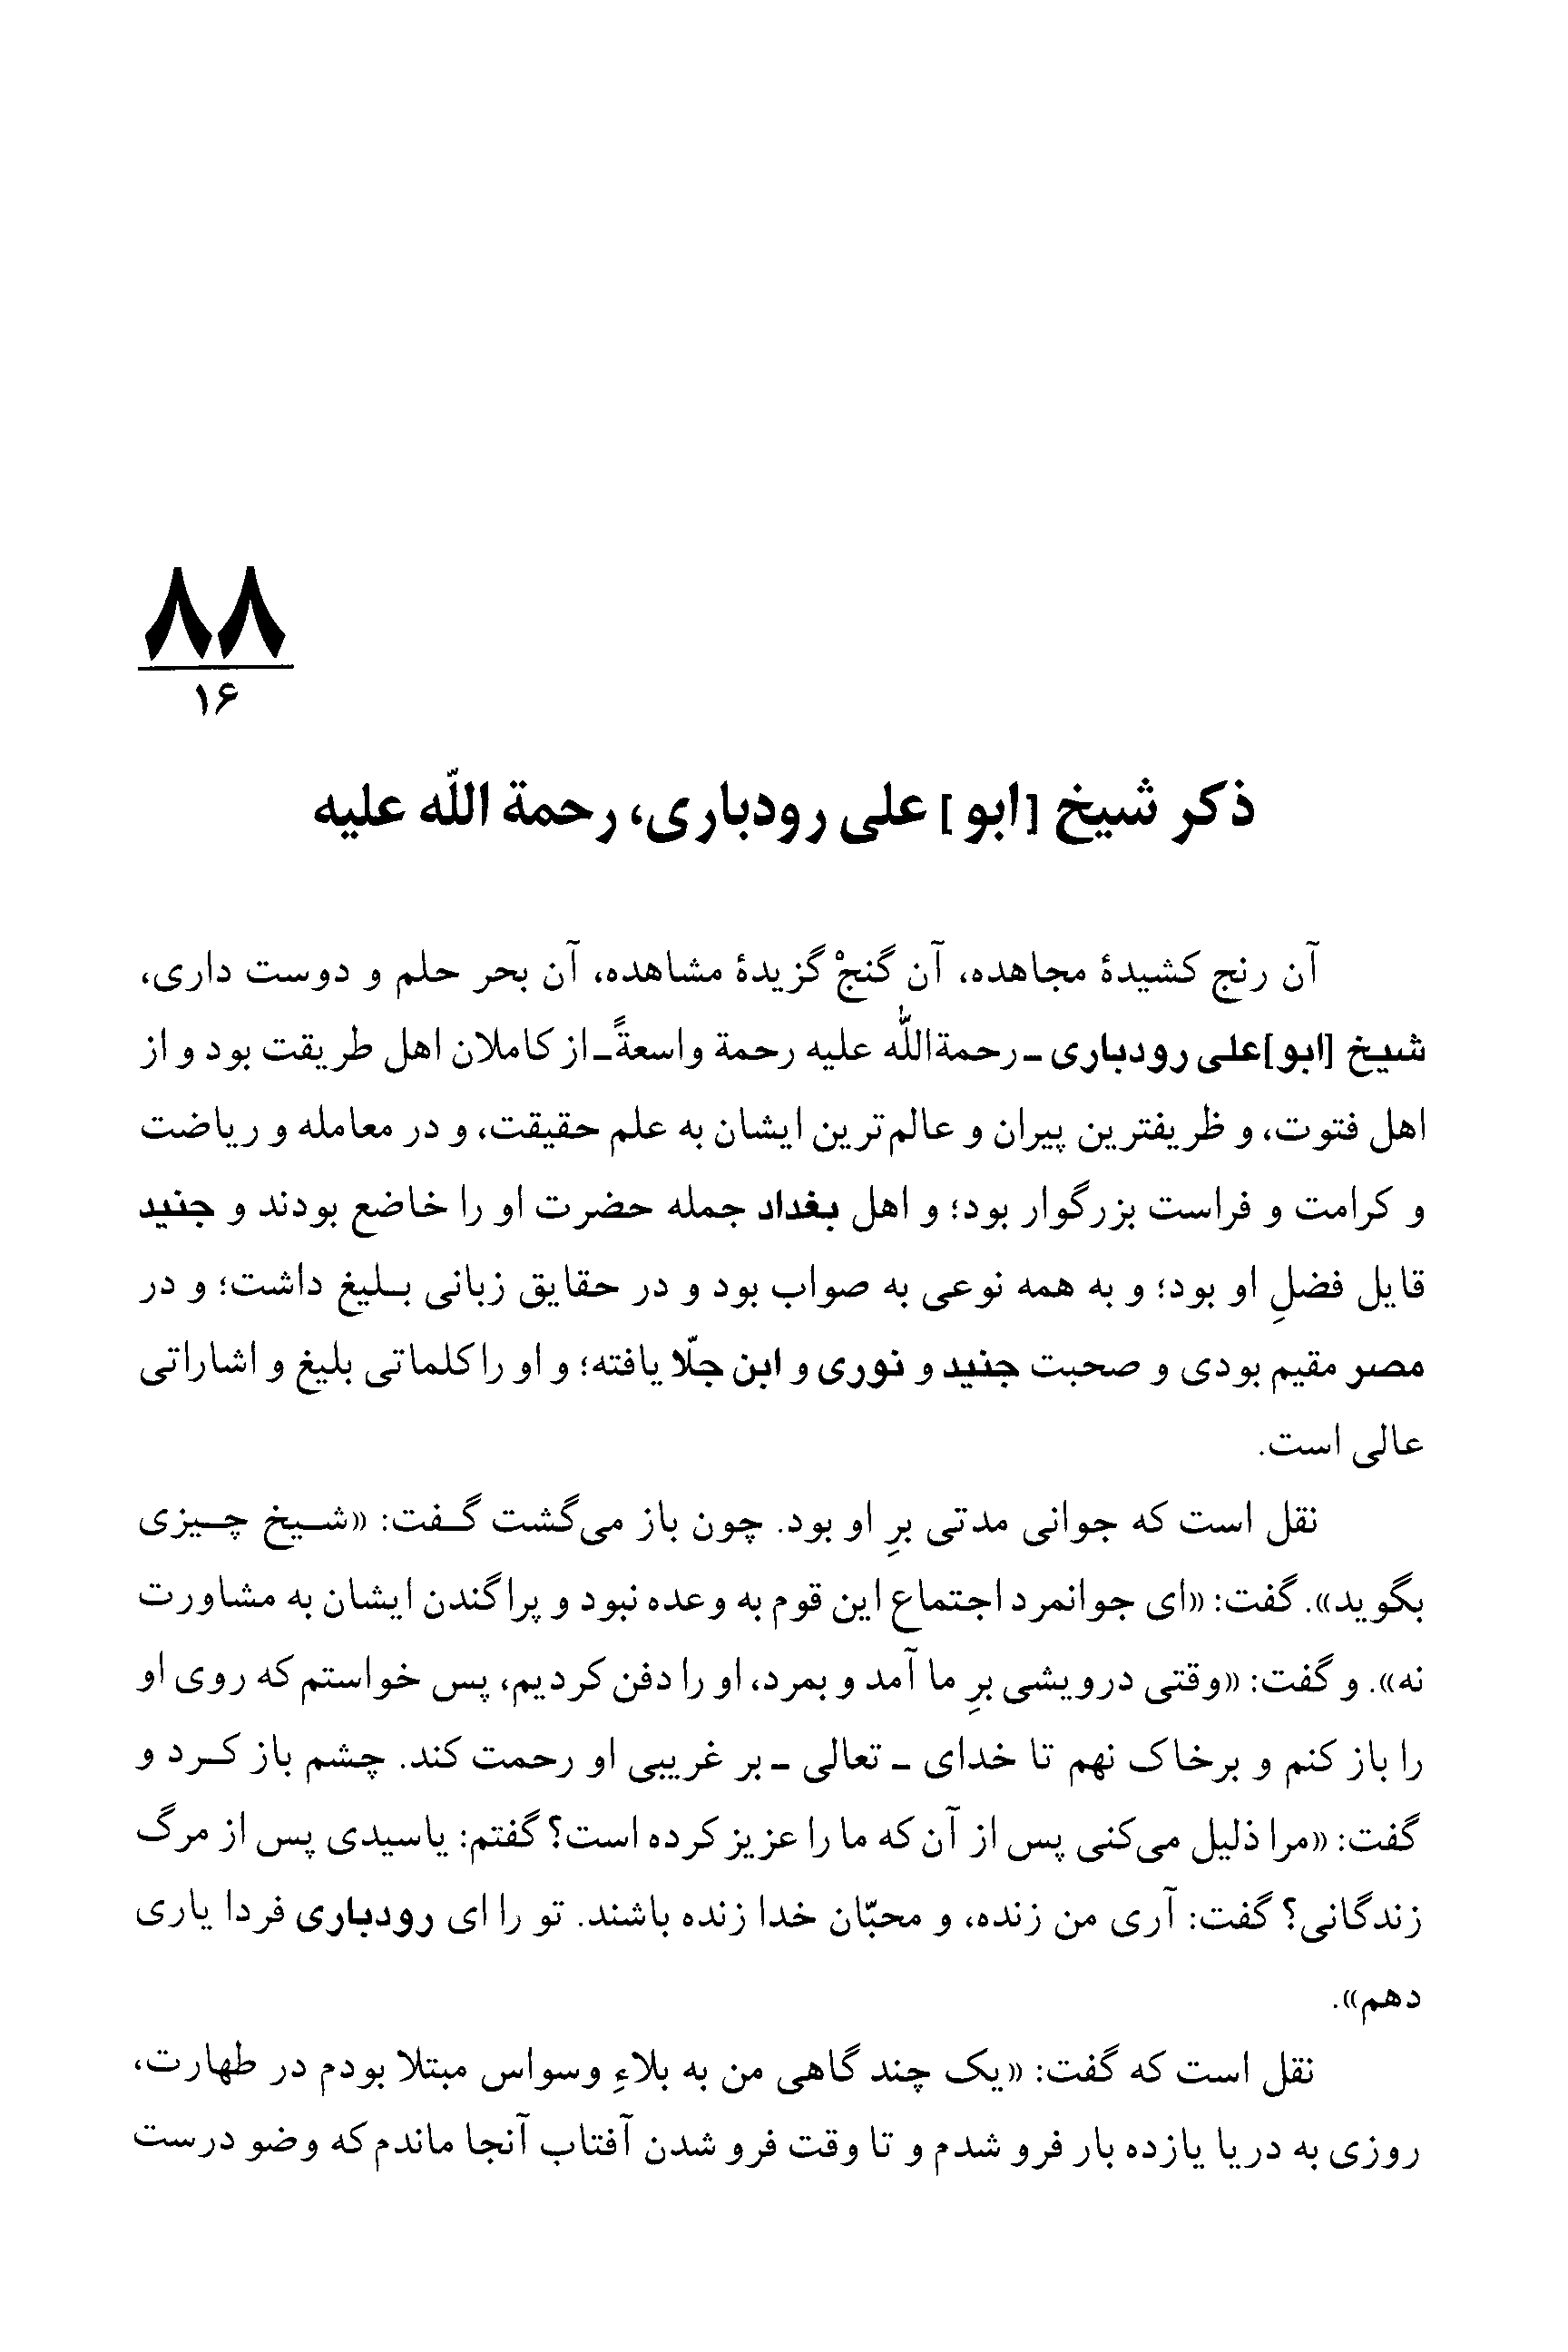 ۸۸
۱۶
ذکر شیخ [ابو] علی رودباری، رحمة اللّه علیه
آن رنج کشیدهٔ مجاهده، آن گنجْ گزیدهٔ مشاهده، آن بحر حلم و دوست داری،
شیخ [ابو]علی رودباری ـ رحمةاللّٰه علیه رحمة واسعةً ـ از کاملان اهل طریقت بود و از
اهل فتوت، و ظریفترین پیران و عالم‌ترین ایشان به علم حقیقت، و در معامله و ریاضت
و کرامت و فراست بزرگوار بود؛ و اهل بغداد جمله حضرت او را خاضع بودند و جنید
قایل فضلِ او بود؛ و به همه نوعی به صواب بود و در حقایق زبانی بـلیغ داشت؛ و در
مصر مقیم بودی و صحبت جنید و نوری و ابن جلّا یافته؛ و او را کلماتی بلیغ و اشاراتی
عالی است.
نقل است که جوانی مدتی برِ او بود. چون باز می‌گشت گـفت: «شـیخ چـیزی
بگوید». گفت: «ای جوانمرد اجتماع این قوم به وعده نبود و پراگندن ایشان به مشاورت
نه». و گفت: «وقتی درویشی برِ ما آمد و بمرد، او را دفن کردیم، پس خواستم که روی او
را باز کنم و برخاک نهم تا خدای ـ تعالی ـ بر غریبی او رحمت کند. چشم باز کـرد و
گفت: «مرا ذلیل می‌کنی پس از آن که ما را عزیز کرده است؟ گفتم: یاسیدی پس از مرگ
زندگانی؟ گفت: آری من زنده، و محبّان خدا زنده باشند. تو را ای رودباری فردا یاری
دهم».
نقل است که گفت: «یک چند گاهی من به بلاءِ وسواس مبتلا بودم در طهارت،
روزی به دریا یازده بار فرو شدم و تا وقت فرو شدن آفتاب آنجا ماندم که وضو درست